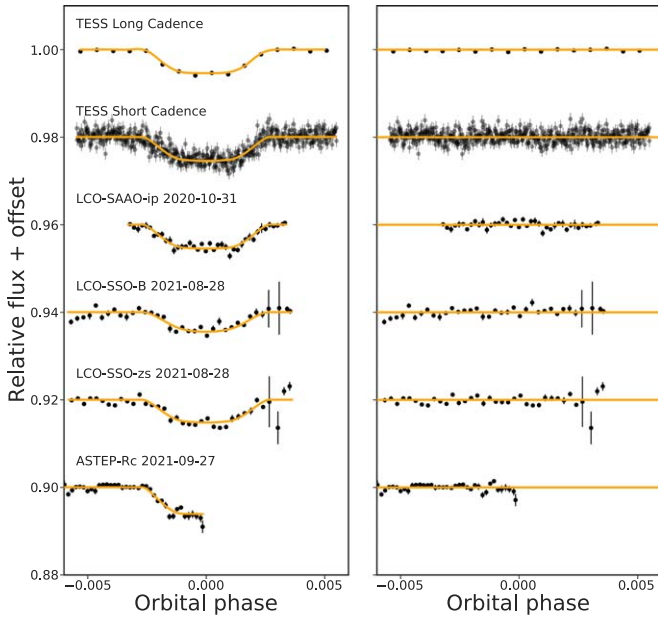 Relative flux + offset
1.00
0.98
0.96
0.94
0.92
0.90
0.88
TESS Long Cadence
TESS Short Cadence
LCO-SAAO-ip 2020-10-31
LCO-SSO-B 2021-08-28
LCO-SSO-zs 2021-08-28
ASTEP-Rc 2021-09-27
−0.005 0.000 0.005
Orbital phase
−0.005 0.000 0.005
Orbital phase